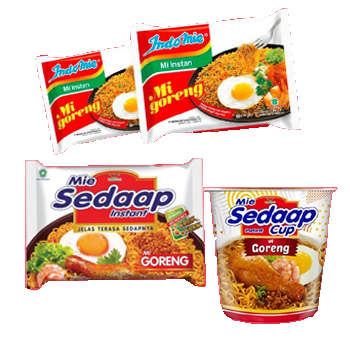 Indomie
Mi Instan
Mi
goreng
Indomie
Mi Instan
Mi
goreng
Mie
Sedaap
Instant
JELAS TERASA SEDAPNYA
Mi
GORENG
Mie
Sedaap
Instant Cup
Mi
Goreng